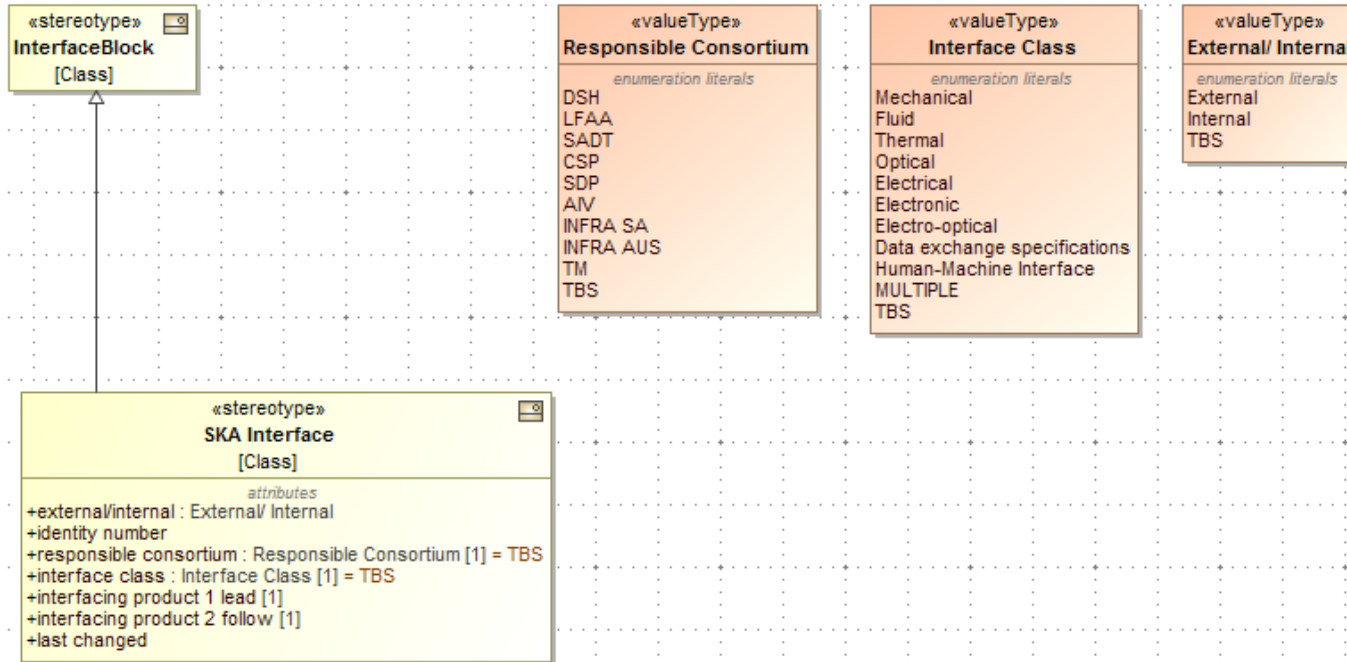 «stereotype»
InterfaceBlock
[Class]
«valueType»
Responsible Consortium
enumeration literals
DSH
LFAA
SADT
CSP
SDP
AIV
INFRA SA
INFRA AUS
TM
TBS
«valueType»
Interface Class
enumeration literals
Mechanical
Fluid
Thermal
Optical
Electrical
Electronic
Electro-optical
Data exchange specifications
Human-Machine Interface
MULTIPLE
TBS
«valueType»
External/ Internal
enumeration literals
External
Internal
TBS
«stereotype»
SKA Interface
[Class]
attributes
+external/internal : External/ Internal
+identity number
+responsible consortium : Responsible Consortium [1] = TBS
+interface class : Interface Class [1] = TBS
+interfacing product 1 lead [1]
+interfacing product 2 follow [1]
+last changed